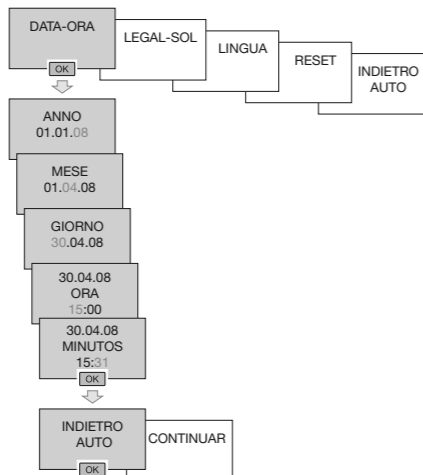 DATA-ORA
LEGAL-SOL
LINGUA
RESET
INDIETRO
AUTO
OK
ANNO
01.01.08
MESE
01.04.08
GIORNO
30.04.08
30.04.08
ORA
15:00
30.04.08
MINUTOS
15:31
OK
INDIETRO
AUTO
CONTINUAR
OK